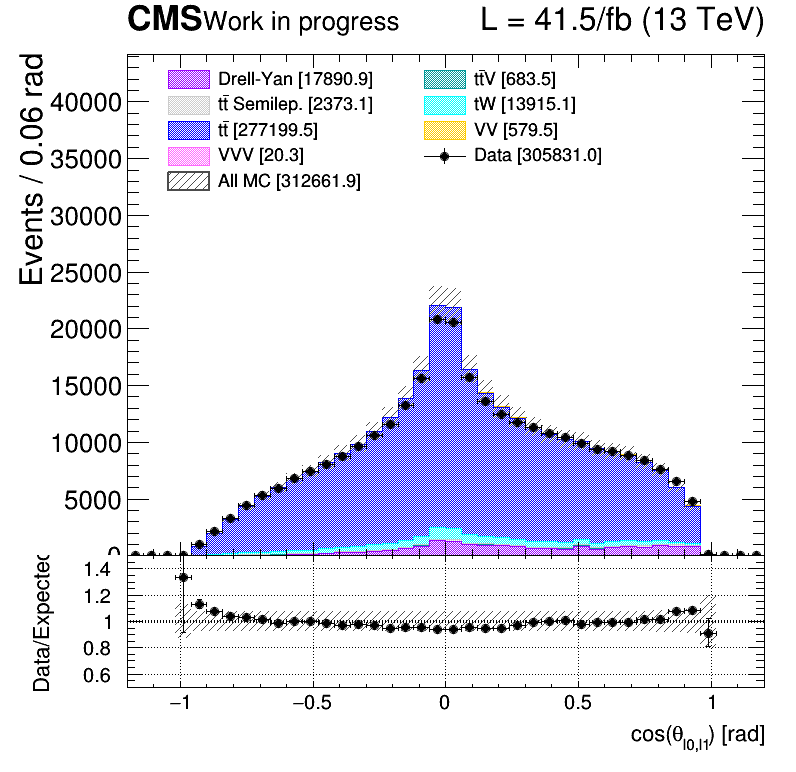 CMS Work in progress L = 41.5/fb (13 TeV)
Events / 0.06 rad
Drell-Yan [17890.9]
tt̄ Semilep. [2373.1]
tt̄ [277199.5]
VVV [20.3]
All MC [312661.9]
tt̄V [683.5]
tW [13915.1]
VV [579.5]
Data [305831.0]
40000
35000
30000
25000
20000
15000
10000
5000
0
Data/Expected
1.4
1.2
1
0.8
0.6
−1 −0.5 0 0.5 1
cos(θl0,l1) [rad]